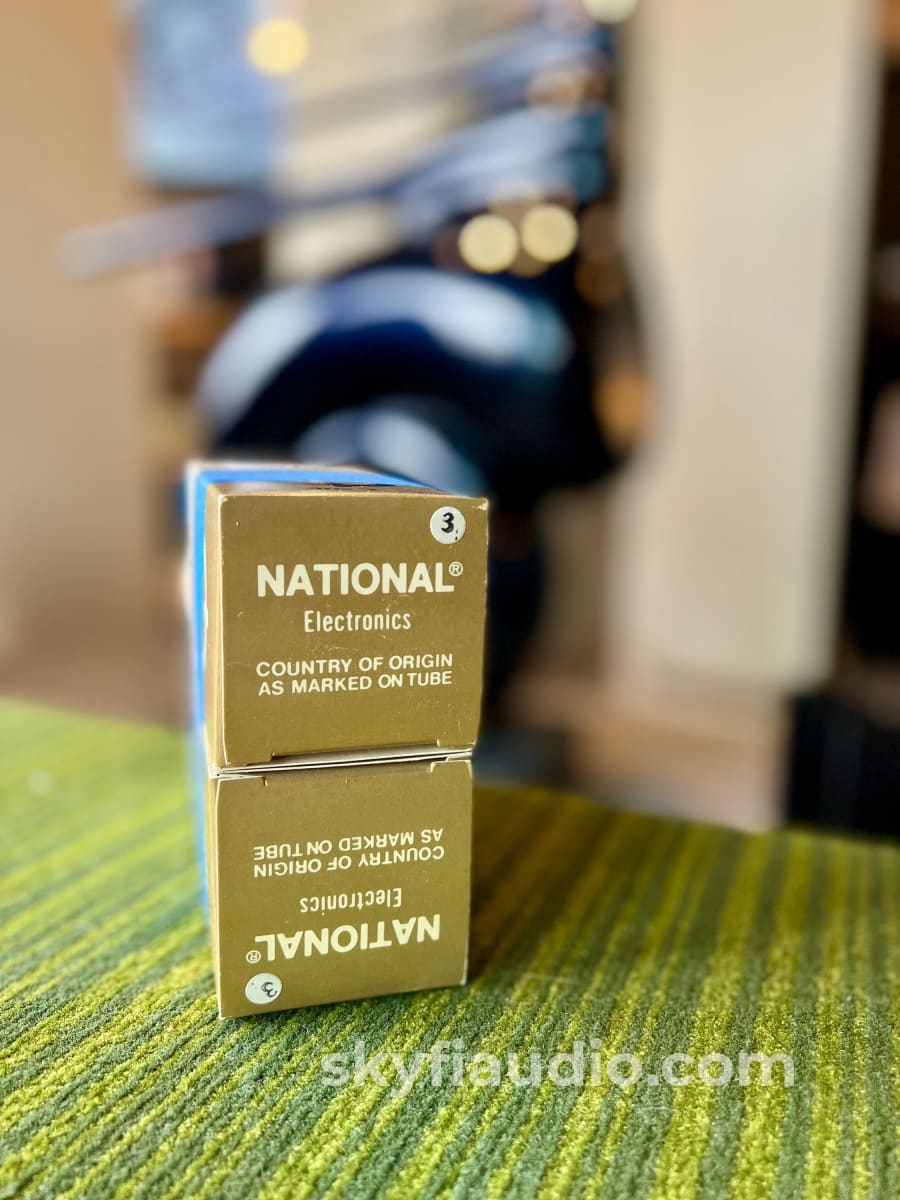 3
NATIONAL®
Electronics
COUNTRY OF ORIGIN
AS MARKED ON TUBE
AS MARKED ON TUBE
COUNTRY OF ORIGIN
Electronics
NATIONAL®
3
skyfiaudio.com